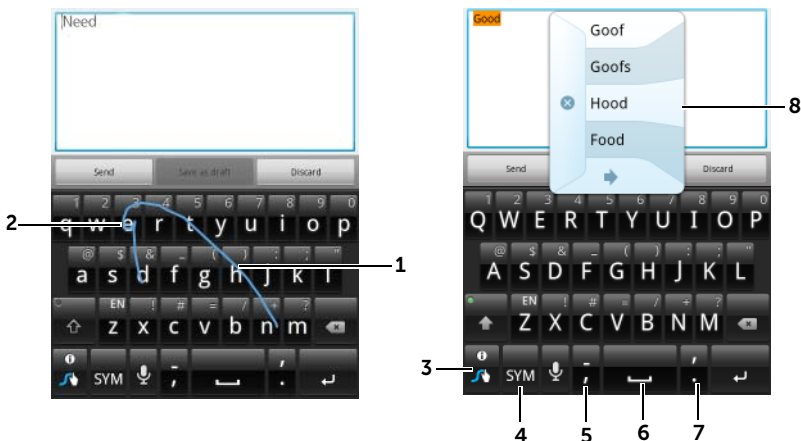 Need
Send Save as draft Discard
1 2 3 4 5 6 7 8 9 0
q w e r t y u i o p
@ $ & _ ( ) : ; "
a s d f g h j k l
EN ! # = / + ?
z x c v b n m
SYM , .
1
2
Good
Goof
Goofs
Hood
Food
Send Discard
1 2 3 4 5 6 7 8 9 0
Q W E R T Y U I O P
@ $ & _ ( ) : ; "
A S D F G H J K L
EN ! # = / + ?
Z X C V B N M
SYM , .
8
3
4 5 6 7